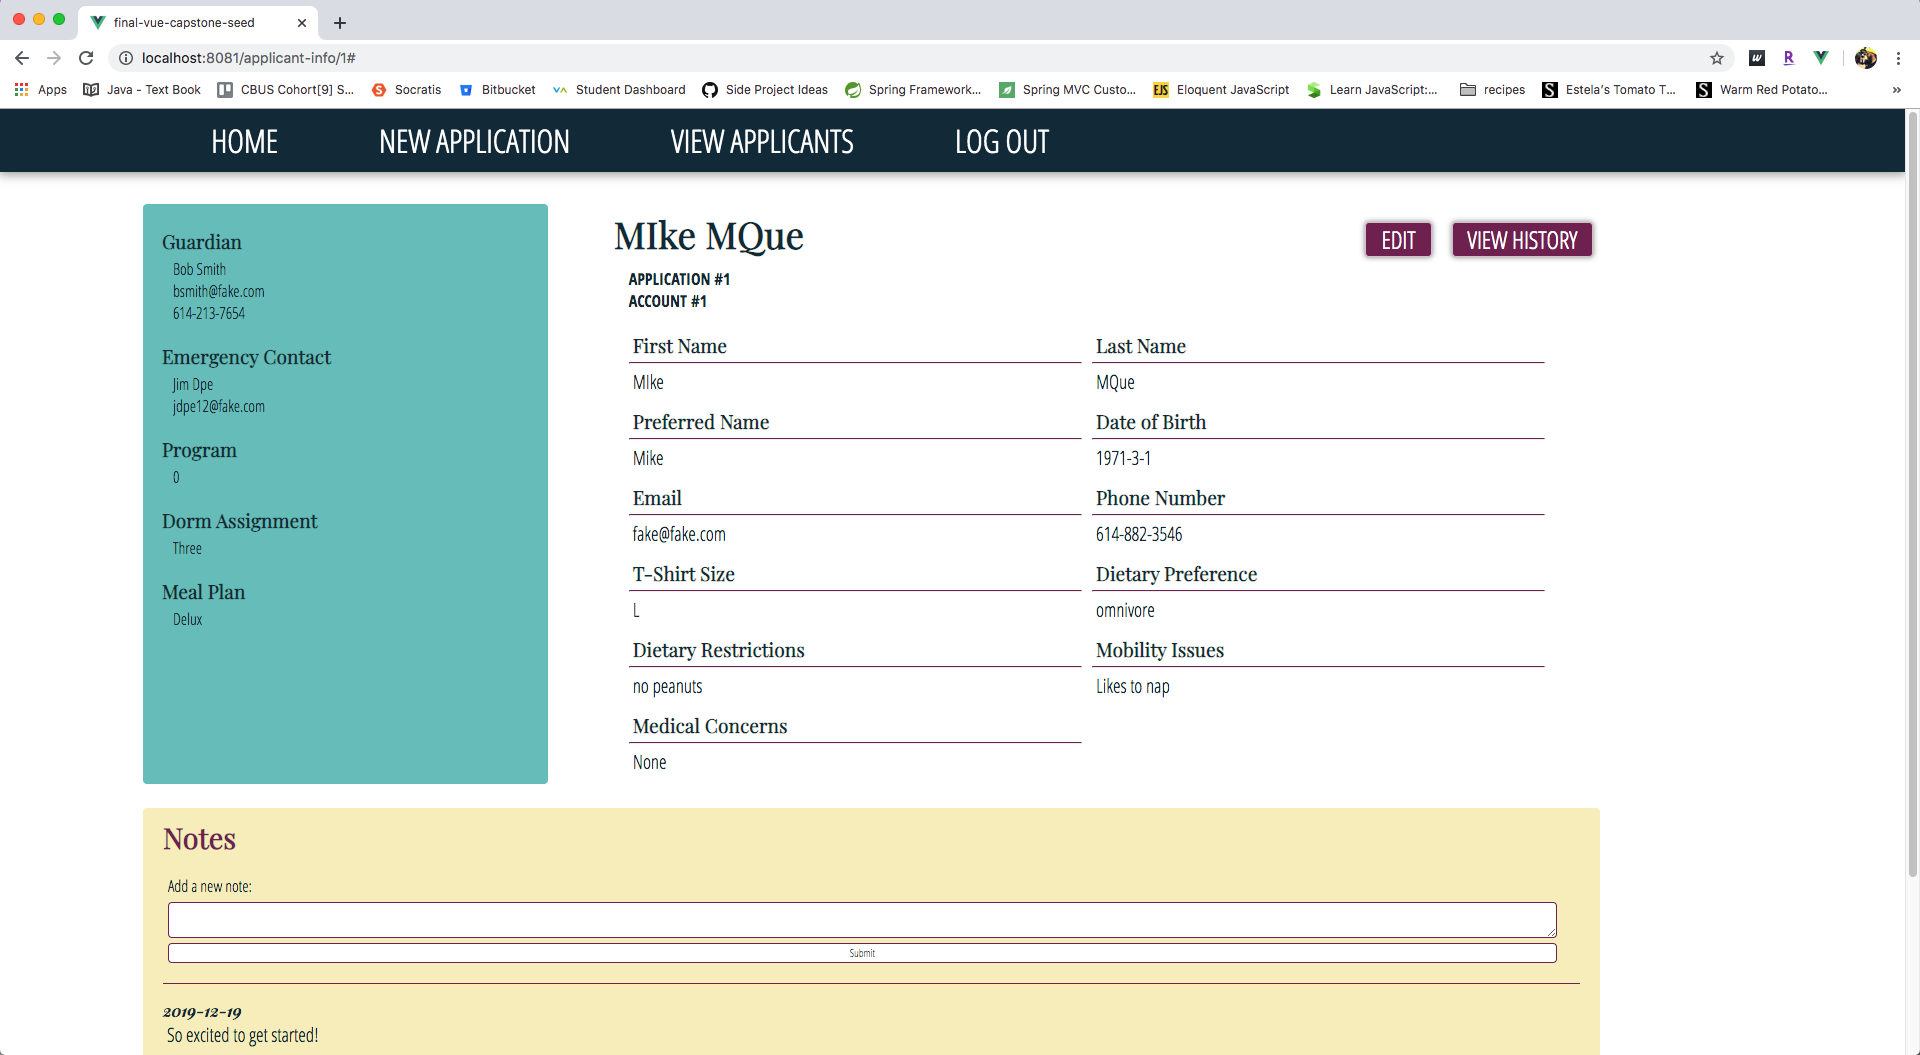 final-vue-capstone-seed
localhost:8081/applicant-info/1#
Apps Java - Text Book CBUS Cohort[9] S... Socratis Bitbucket Student Dashboard Side Project Ideas Spring Framework... Spring MVC Custo... EJS Eloquent JavaScript Learn JavaScript:... recipes S Estela's Tomato T... S Warm Red Potato... »
HOME NEW APPLICATION VIEW APPLICANTS LOG OUT
Guardian
Bob Smith
bsmith@fake.com
614-213-7654
Emergency Contact
Jim Dpe
jdpe12@fake.com
Program
0
Dorm Assignment
Three
Meal Plan
Delux
MIke MQue
EDIT VIEW HISTORY
APPLICATION #1
ACCOUNT #1
First Name Last Name
MIke MQue
Preferred Name Date of Birth
Mike 1971-3-1
Email Phone Number
fake@fake.com 614-882-3546
T-Shirt Size Dietary Preference
L omnivore
Dietary Restrictions Mobility Issues
no peanuts Likes to nap
Medical Concerns
None
Notes
Add a new note:
Submit
2019-12-19
So excited to get started!